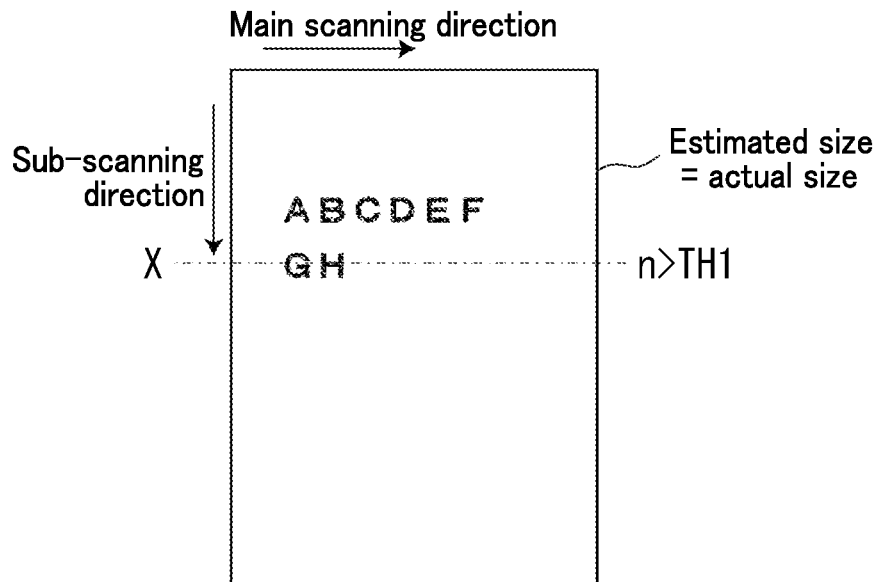 Main scanning direction
Sub-scanning
direction
Estimated size
= actual size
ABCDEF
X GH n>TH1